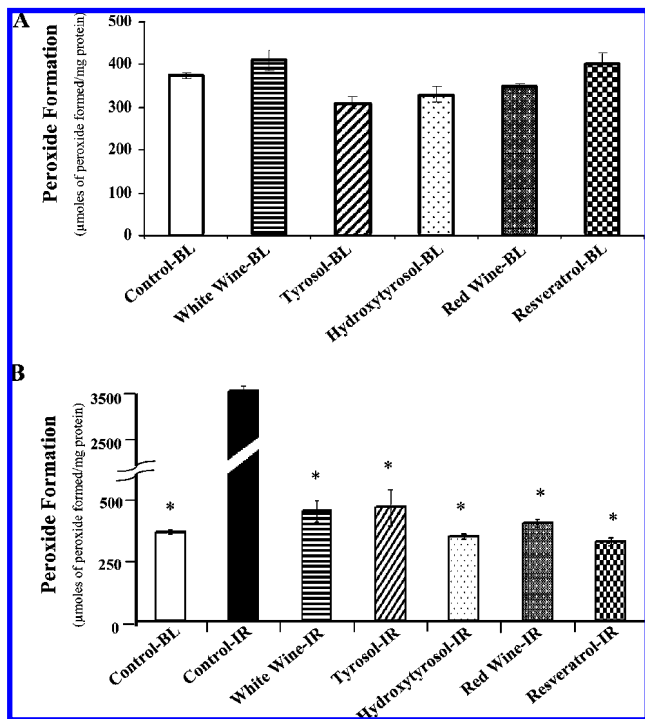 A
Peroxide Formation
(µmoles of peroxide formed/mg protein)
500
400
300
200
100
0
Control-BL
White Wine-BL
Tyrosol-BL
Hydroxytyrosol-BL
Red Wine-BL
Resveratrol-BL
B
Peroxide Formation
(µmoles of peroxide formed/mg protein)
3500
2500
500
250
0
*
*
*
*
*
*
Control-BL
Control-IR
White Wine-IR
Tyrosol-IR
Hydroxytyrosol-IR
Red Wine-IR
Resveratrol-IR